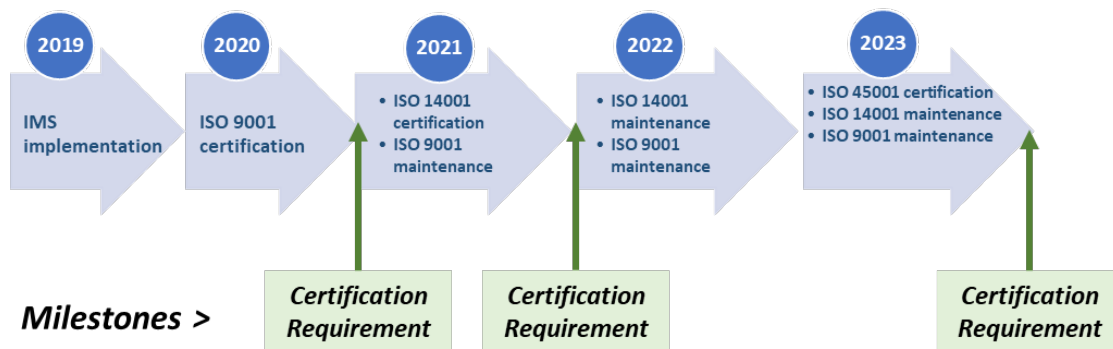 2019
2020
2021
2022
2023
IMS
implementation
ISO 9001
certification
• ISO 14001
certification
• ISO 9001
maintenance
• ISO 14001
maintenance
• ISO 9001
maintenance
• ISO 45001 certification
• ISO 14001 maintenance
• ISO 9001 maintenance
Milestones >
Certification
Requirement
Certification
Requirement
Certification
Requirement